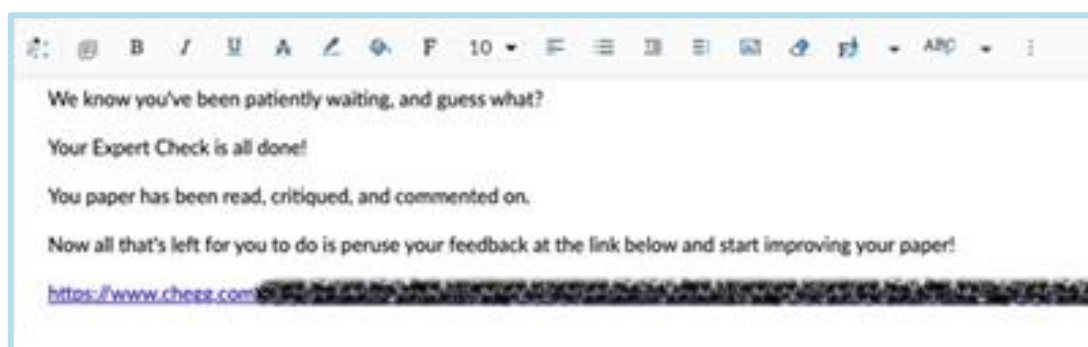 B I U A F 10 F ABC
We know you've been patiently waiting, and guess what?
Your Expert Check is all done!
You paper has been read, critiqued, and commented on.
Now all that's left for you to do is peruse your feedback at the link below and start improving your paper!
https://www.chegg.com